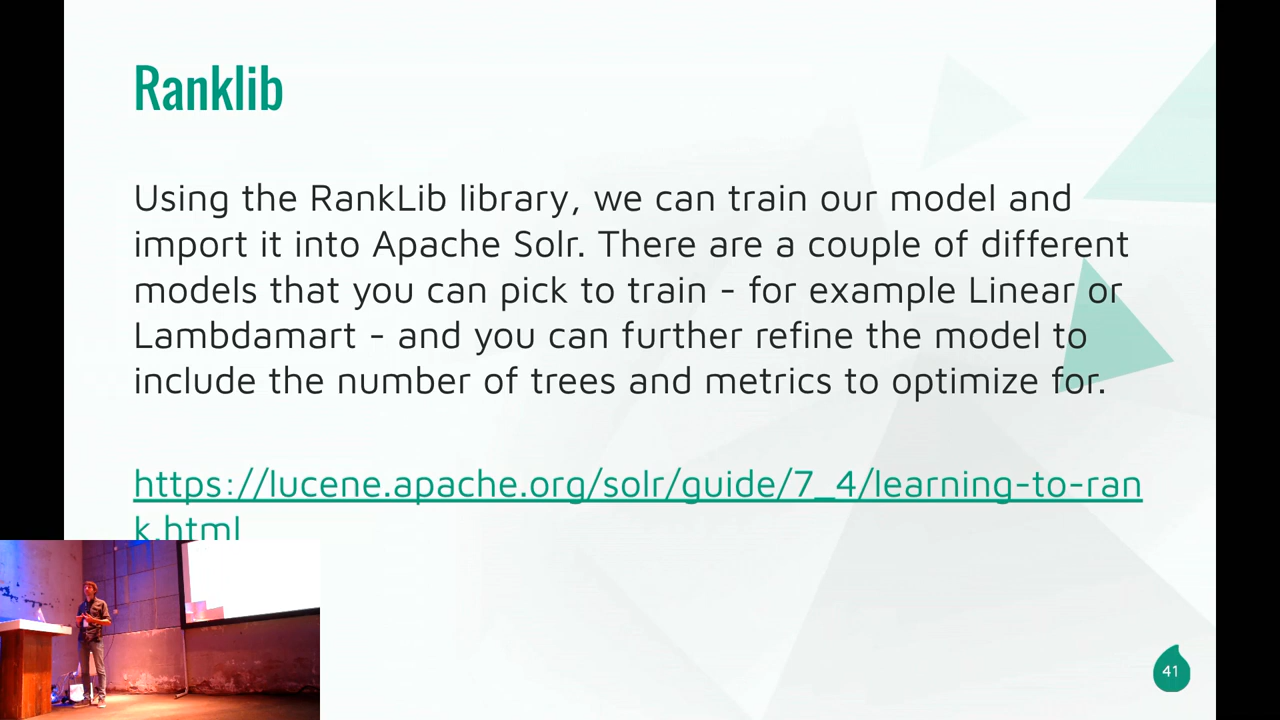 Ranklib
Using the RankLib library, we can train our model and
import it into Apache Solr. There are a couple of different
models that you can pick to train - for example Linear or
Lambdamart - and you can further refine the model to
include the number of trees and metrics to optimize for.
https://lucene.apache.org/solr/guide/7_4/learning-to-ran
k.html
41